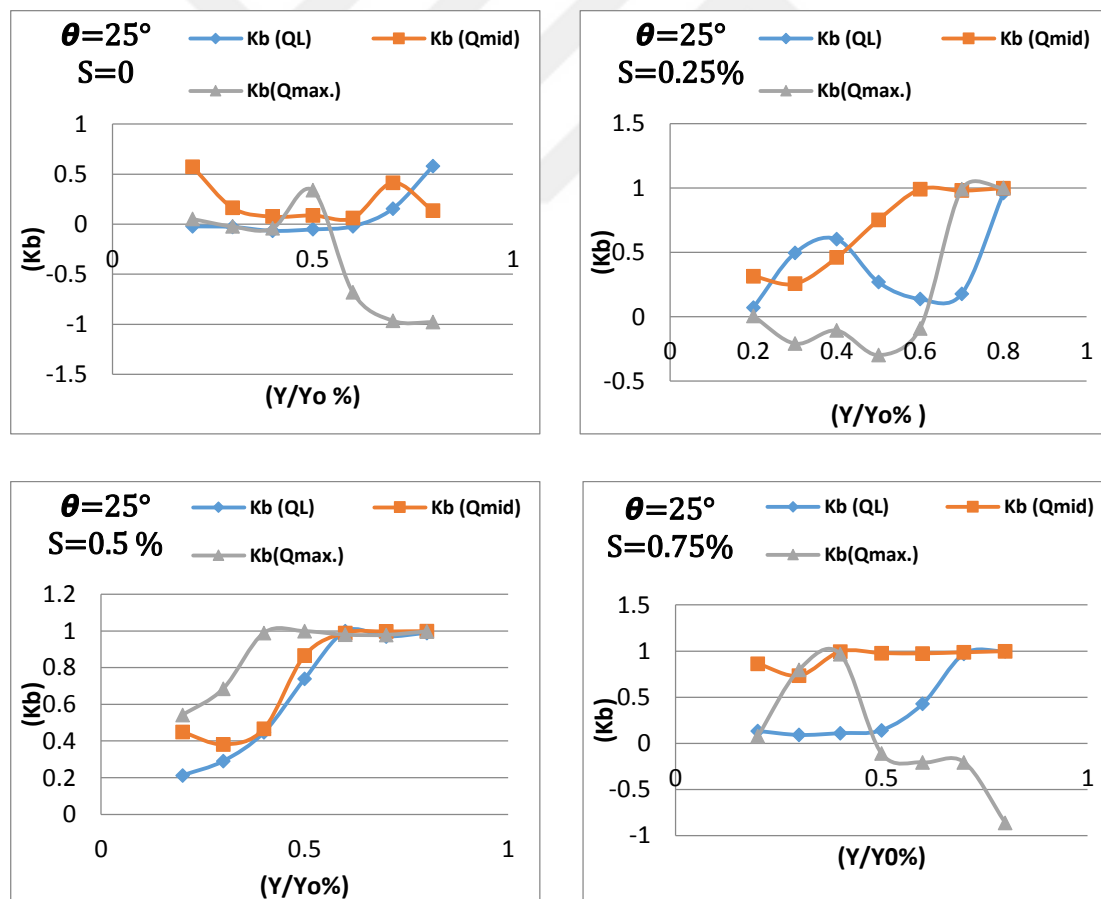 θ=25°
S=0
Kb (QL)
Kb (Qmid)
Kb(Qmax.)
1
0.5
0
-0.5
-1
-1.5
0
0.5
1
(Kb)
(Y/Yo %)
θ=25°
S=0.25%
Kb (QL)
Kb (Qmid)
Kb(Qmax.)
1.5
1
0.5
0
-0.5
0
0.2
0.4
0.6
0.8
1
(Kb)
(Y/Yo% )
θ=25°
S=0.5 %
Kb (QL)
Kb (Qmid)
Kb(Qmax.)
1.2
1
0.8
0.6
0.4
0.2
0
0
0.5
1
(Kb)
(Y/Yo%)
θ=25°
S=0.75%
Kb (QL)
Kb (Qmid)
Kb(Qmax.)
1.5
1
0.5
0
-0.5
-1
0
0.5
1
(Kb)
(Y/Y0%)